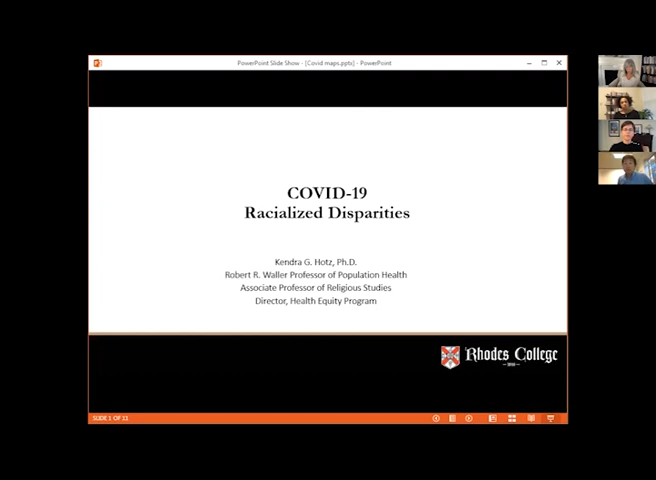 PowerPoint Slide Show - [Covid maps.pptx] - PowerPoint
COVID-19
Racialized Disparities
Kendra G. Hotz, Ph.D.
Robert R. Waller Professor of Population Health
Associate Professor of Religious Studies
Director, Health Equity Program
Rhodes College
SLIDE 1 OF 11